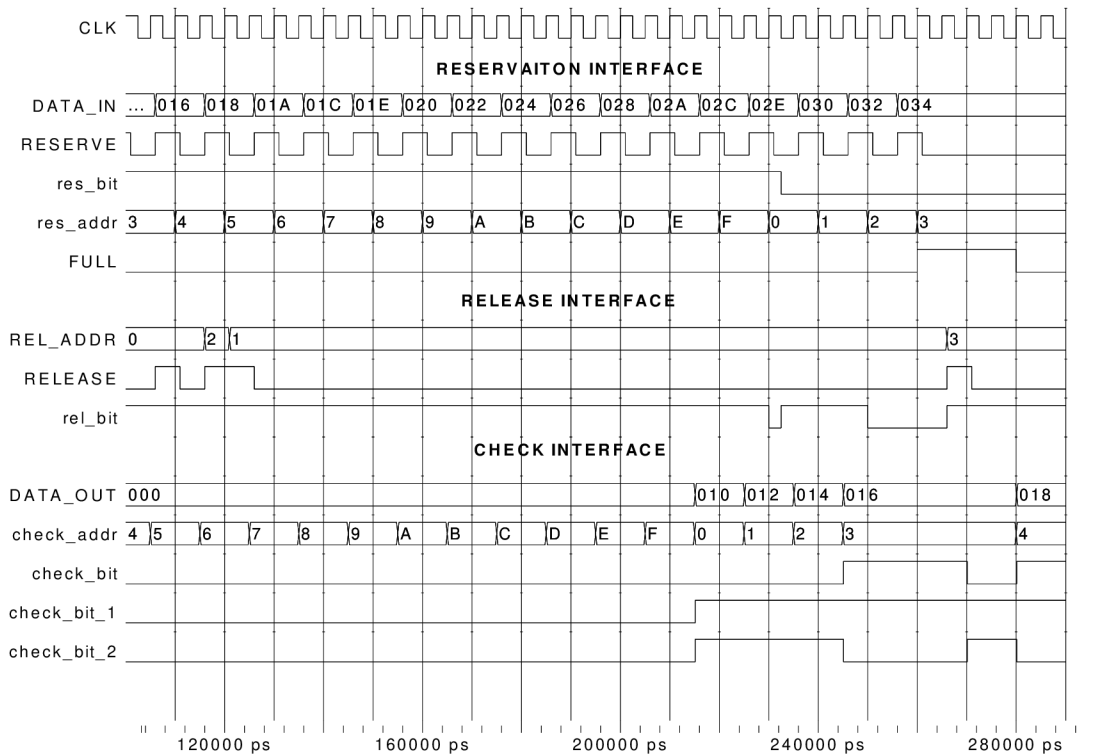 CLK
RESERVAITON INTERFACE
DATA_IN ... 016 018 01A 01C 01E 020 022 024 026 028 02A 02C 02E 030 032 034
RESERVE
res_bit
res_addr 3 4 5 6 7 8 9 A B C D E F 0 1 2 3
FULL
RELEASE INTERFACE
REL_ADDR 0 2 1 3
RELEASE
rel_bit
CHECK INTERFACE
DATA_OUT 000 010 012 014 016 018
check_addr 4 5 6 7 8 9 A B C D E F 0 1 2 3 4
check_bit
check_bit_1
check_bit_2
120000 ps 160000 ps 200000 ps 240000 ps 280000 ps